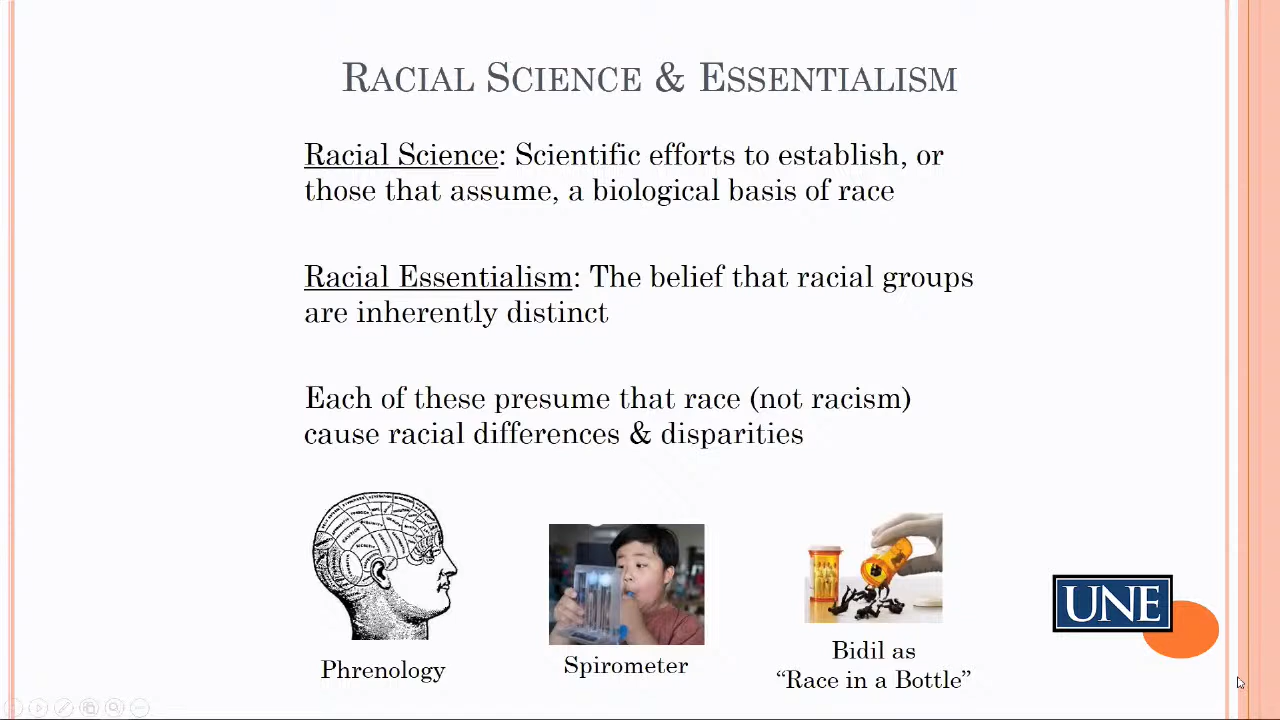 RACIAL SCIENCE & ESSENTIALISM
Racial Science: Scientific efforts to establish, or
those that assume, a biological basis of race
Racial Essentialism: The belief that racial groups
are inherently distinct
Each of these presume that race (not racism)
cause racial differences & disparities
Phrenology
Spirometer
Bidil as
“Race in a Bottle”
UNE